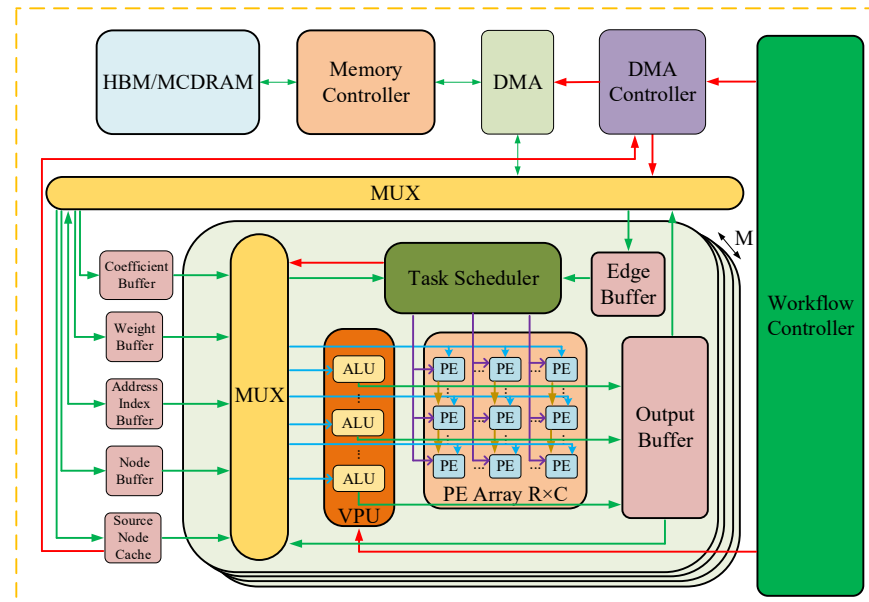 HBM/MCDRAM
Memory
Controller
DMA
DMA
Controller
MUX
M
Workflow
Controller
Coefficient
Buffer
Weight
Buffer
Address
Index
Buffer
Node
Buffer
Source
Node
Cache
MUX
Task Scheduler
Edge
Buffer
ALU
...
ALU
...
ALU
VPU
PE ... PE ... PE
... ... ...
PE ... PE ... PE
... ... ...
PE ... PE ... PE
PE Array R×C
Output
Buffer